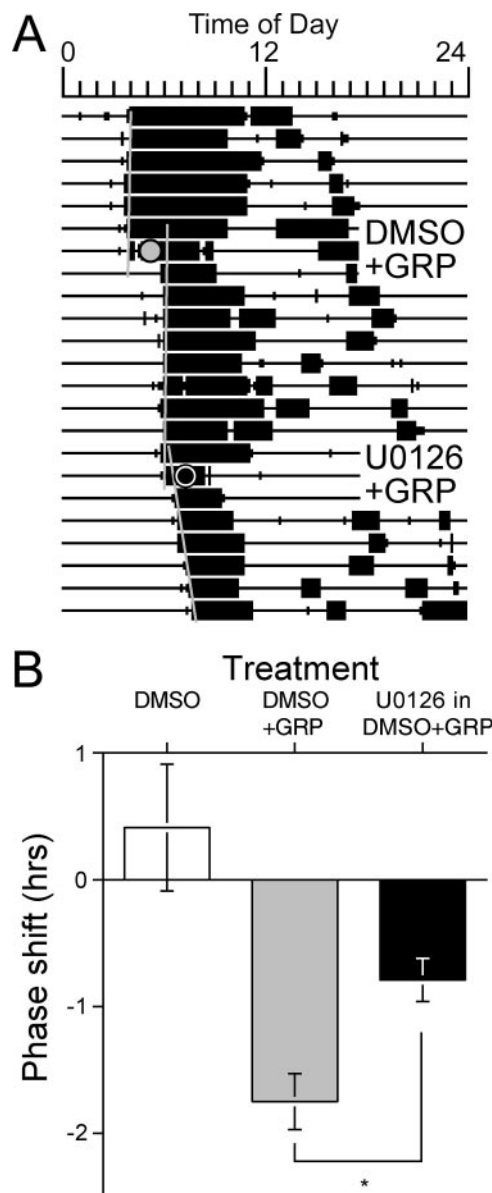 A
Time of Day
0 12 24
DMSO
+GRP
U0126
+GRP
B
Treatment
DMSO DMSO U0126 in
+GRP DMSO+GRP
Phase shift (hrs)
1
0
-1
-2
*